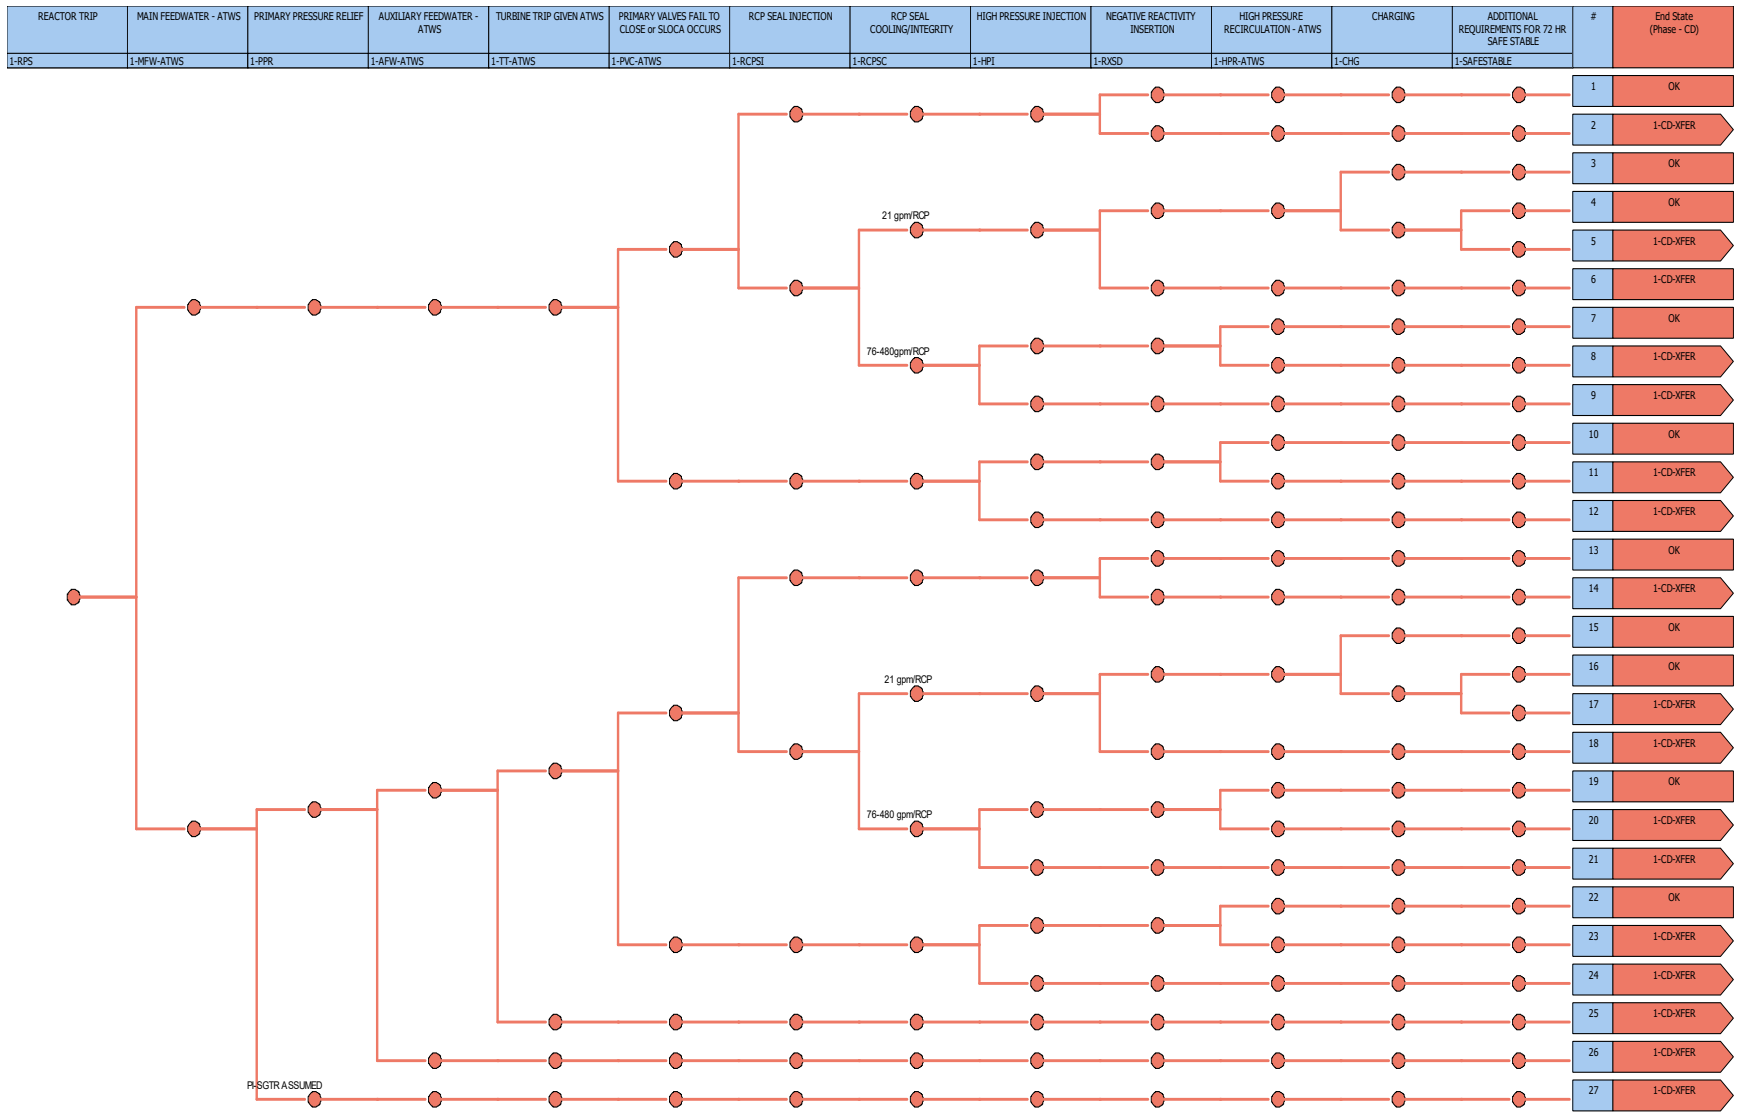 REACTOR TRIP
MAIN FEEDWATER - ATWS
PRIMARY PRESSURE RELIEF
AUXILIARY FEEDWATER -
ATWS
TURBINE TRIP GIVEN ATWS
PRIMARY VALVES FAIL TO
CLOSE or SLOCA OCCURS
RCP SEAL INJECTION
RCP SEAL
COOLING/INTEGRITY
HIGH PRESSURE INJECTION
NEGATIVE REACTIVITY
INSERTION
HIGH PRESSURE
RECIRCULATION - ATWS
CHARGING
ADDITIONAL
REQUIREMENTS FOR 72 HR
SAFE STABLE
#
End State
(Phase - CD)
1-RPS
1-MFW-ATWS
1-PPR
1-AFW-ATWS
1-TT-ATWS
1-PVC-ATWS
1-RCPSI
1-RCPSC
1-HPI
1-RXSD
1-HPR-ATWS
1-CHG
1-SAFESTABLE
1 OK
2 1-CD-XFER
3 OK
21 gpm/RCP
4 OK
5 1-CD-XFER
6 1-CD-XFER
7 OK
76-480gpm/RCP
8 1-CD-XFER
9 1-CD-XFER
10 OK
11 1-CD-XFER
12 1-CD-XFER
13 OK
14 1-CD-XFER
15 OK
16 OK
21 gpm/RCP
17 1-CD-XFER
18 1-CD-XFER
19 OK
76-480 gpm/RCP
20 1-CD-XFER
21 1-CD-XFER
22 OK
23 1-CD-XFER
24 1-CD-XFER
25 1-CD-XFER
26 1-CD-XFER
PI-SGTR ASSUMED
27 1-CD-XFER